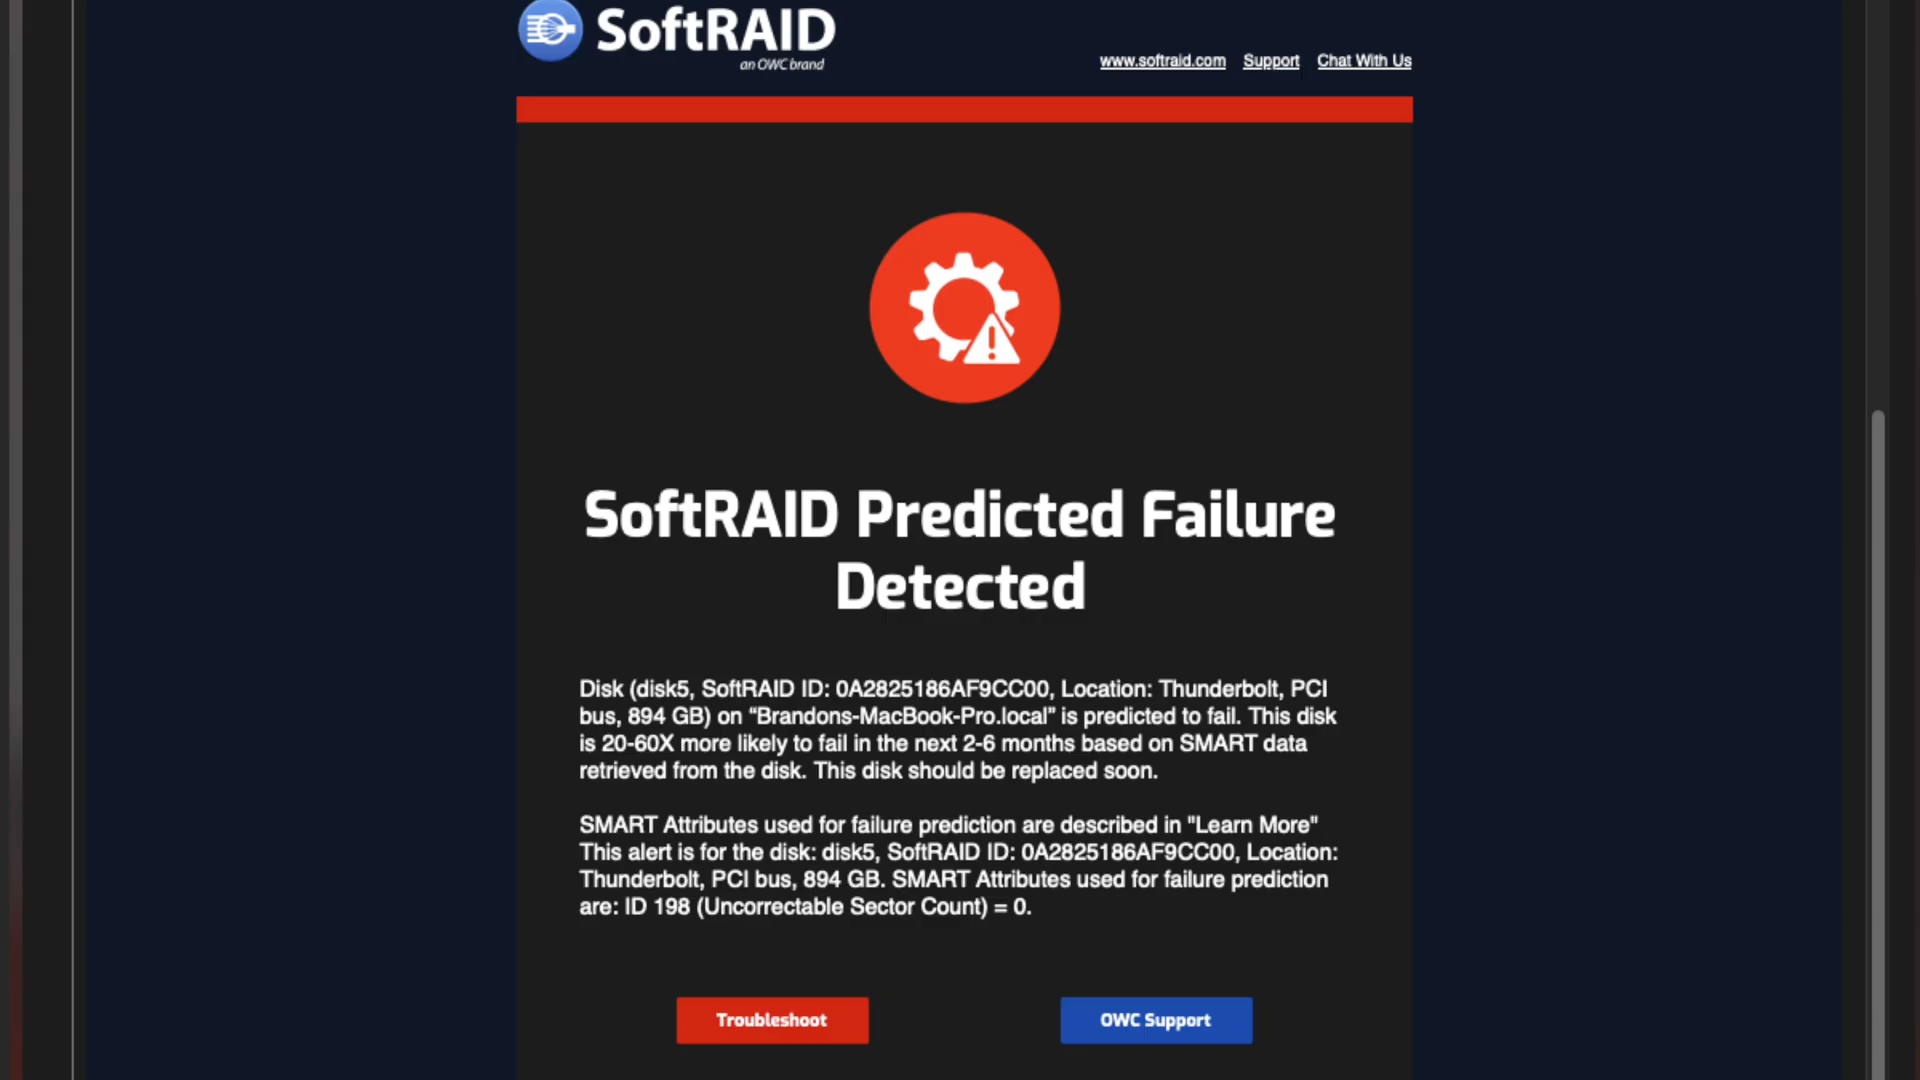 SoftRAID
an OWC brand
www.softraid.com Support Chat With Us
SoftRAID Predicted Failure
Detected
Disk (disk5, SoftRAID ID: 0A2825186AF9CC00, Location: Thunderbolt, PCI
bus, 894 GB) on “Brandons-MacBook-Pro.local” is predicted to fail. This disk
is 20-60X more likely to fail in the next 2-6 months based on SMART data
retrieved from the disk. This disk should be replaced soon.
SMART Attributes used for failure prediction are described in "Learn More"
This alert is for the disk: disk5, SoftRAID ID: 0A2825186AF9CC00, Location:
Thunderbolt, PCI bus, 894 GB. SMART Attributes used for failure prediction
are: ID 198 (Uncorrectable Sector Count) = 0.
Troubleshoot OWC Support